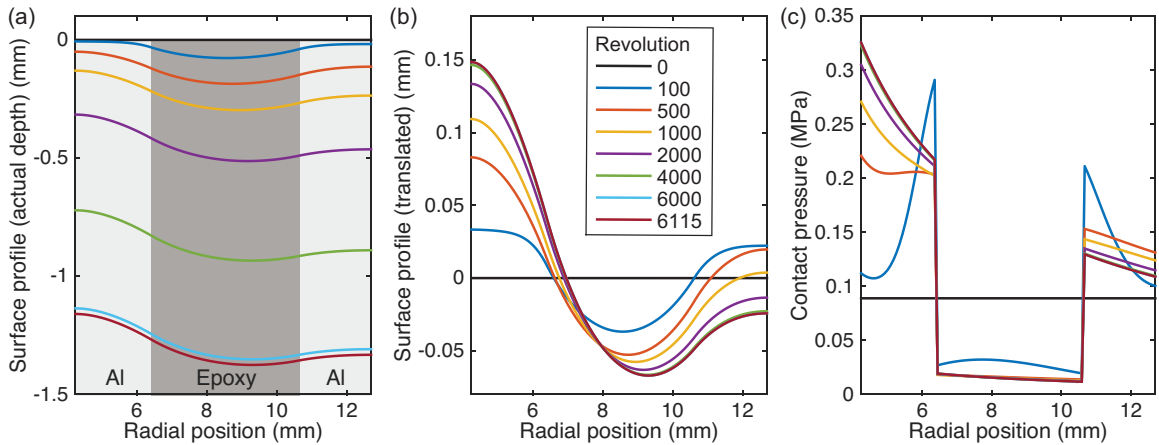 (a)
Surface profile (actual depth) (mm)
0
-0.5
-1
-1.5
Al
Epoxy
Al
6
8
10
12
Radial position (mm)
(b)
Surface profile (translated) (mm)
0.15
0.1
0.05
0
-0.05
Revolution
0
100
500
1000
2000
4000
6000
6115
6
8
10
12
Radial position (mm)
(c)
Contact pressure (MPa)
0.35
0.3
0.25
0.2
0.15
0.1
0.05
0
6
8
10
12
Radial position (mm)